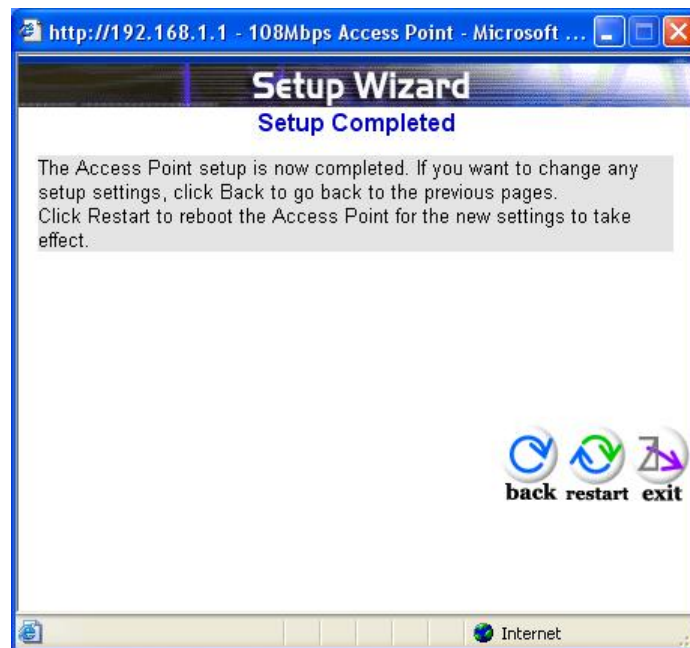 http://192.168.1.1 - 108Mbps Access Point - Microsoft ...
Setup Wizard
Setup Completed
The Access Point setup is now completed. If you want to change any
setup settings, click Back to go back to the previous pages.
Click Restart to reboot the Access Point for the new settings to take
effect.
back restart exit
Internet